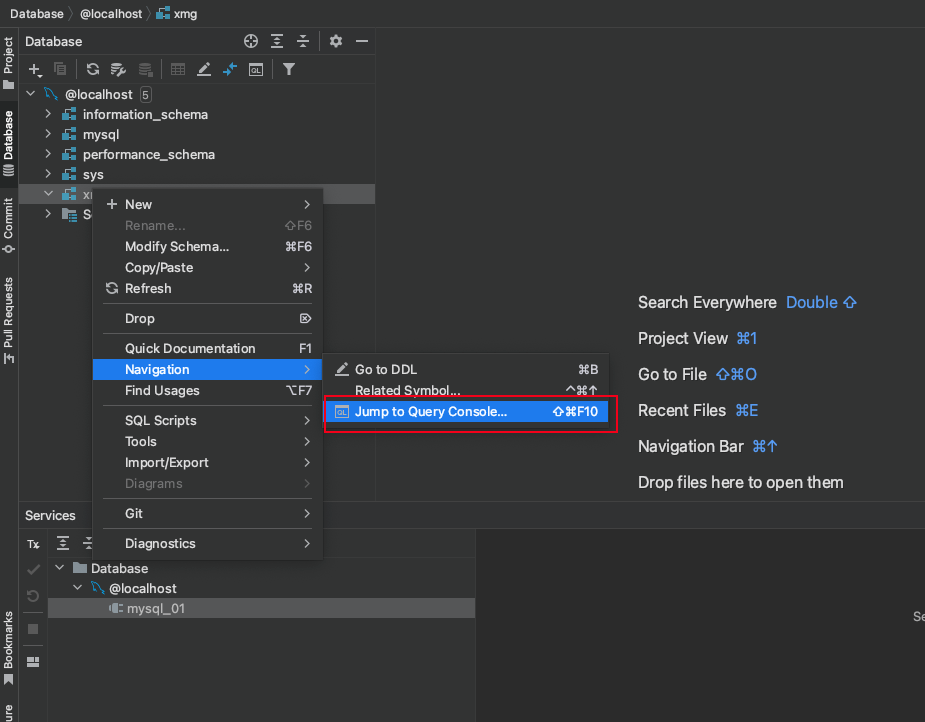 Database @localhost xmg
Project
Database
Commit
Pull Requests
Bookmarks
Database
@localhost 5
information_schema
mysql
performance_schema
sys
New
Rename... ⇧F6
Modify Schema... ⌘F6
Copy/Paste
Refresh ⌘R
Drop
Quick Documentation F1
Navigation
Find Usages ⌥F7
SQL Scripts
Tools
Import/Export
Diagrams
Git
Diagnostics
Go to DDL ⌘B
Related Symbol... ^⌘↑
QL Jump to Query Console... ⇧⌘F10
Search Everywhere Double ⇧
Project View ⌘1
Go to File ⇧⌘O
Recent Files ⌘E
Navigation Bar ⌘↑
Drop files here to open them
Services
Tx
Database
@localhost
mysql_01